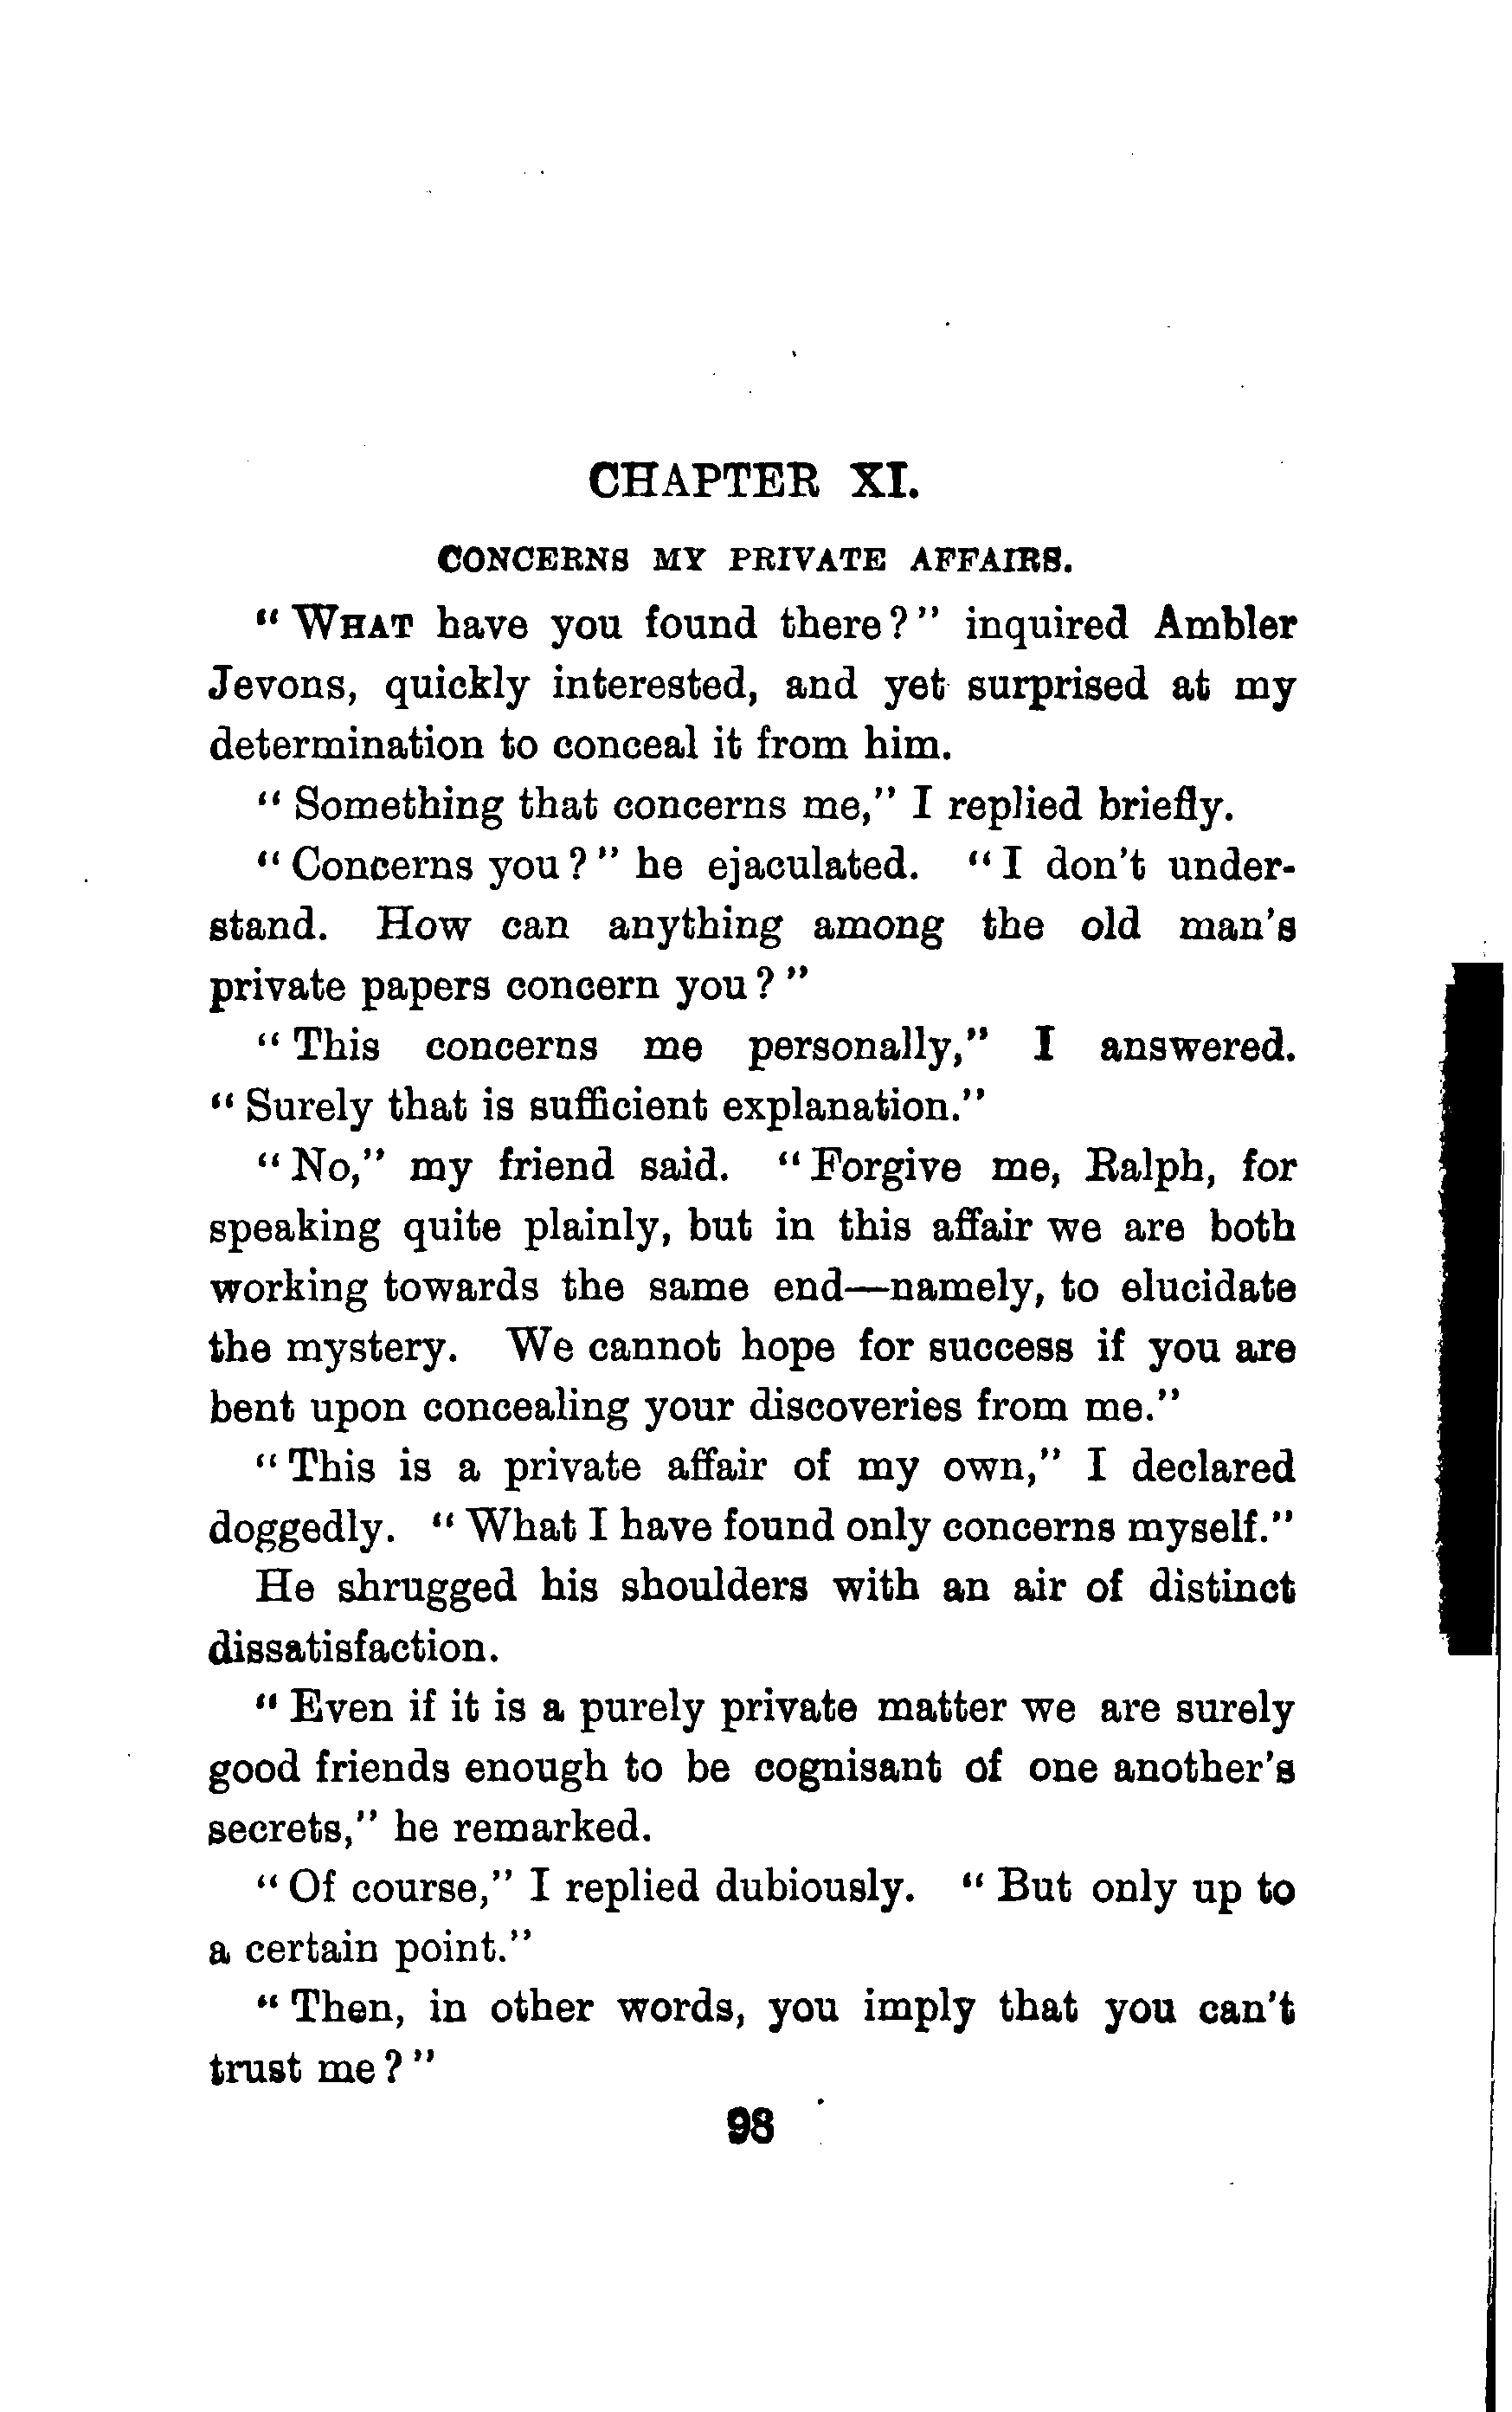 CHAPTER XI.
CONCERNS MY PRIVATE AFFAIRS.
“ WHAT have you found there ? ” inquired Ambler
Jevons, quickly interested, and yet surprised at my
determination to conceal it from him.
“ Something that concerns me,” I replied briefly.
“ Concerns you ? ” he ejaculated. “ I don’t under-
stand. How can anything among the old man’s
private papers concern you ? ”
“ This concerns me personally,” I answered.
“ Surely that is sufficient explanation.”
“ No,” my friend said. “ Forgive me, Ralph, for
speaking quite plainly, but in this affair we are both
working towards the same end—namely, to elucidate
the mystery. We cannot hope for success if you are
bent upon concealing your discoveries from me.”
“ This is a private affair of my own,” I declared
doggedly. “ What I have found only concerns myself.”
He shrugged his shoulders with an air of distinct
dissatisfaction.
“ Even if it is a purely private matter we are surely
good friends enough to be cognisant of one another’s
secrets,” he remarked.
“ Of course,” I replied dubiously. “ But only up to
a certain point.”
“ Then, in other words, you imply that you can’t
trust me ? ”
98